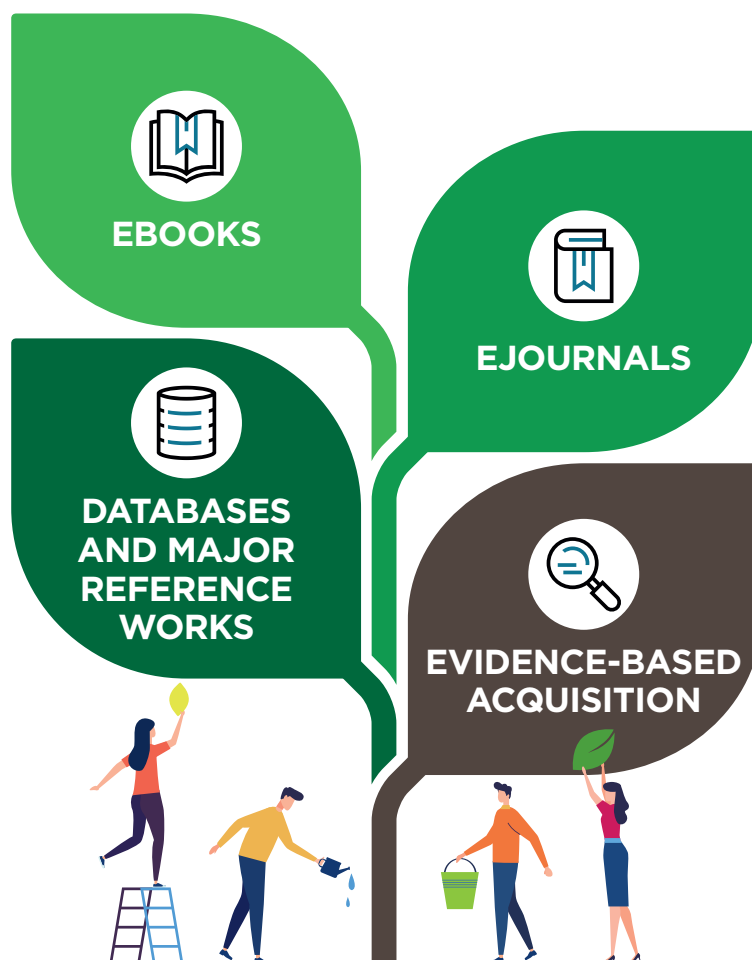 EBOOKS
EJOURNALS
DATABASES
AND MAJOR
REFERENCE
WORKS
EVIDENCE-BASED
ACQUISITION